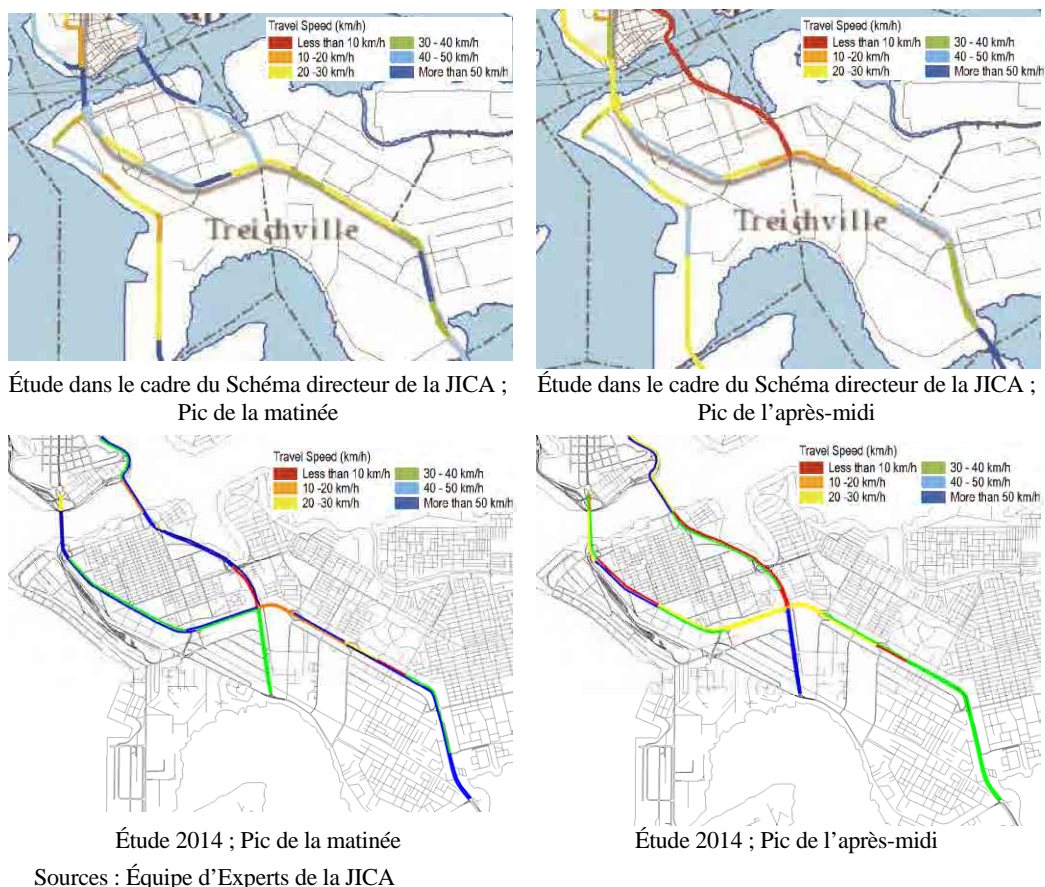 Travel Speed (km/h)
Less than 10 km/h
30 - 40 km/h
10 -20 km/h
40 - 50 km/h
20 -30 km/h
More than 50 km/h
Treichville
Étude dans le cadre du Schéma directeur de la JICA ;
Pic de la matinée
Travel Speed (km/h)
Less than 10 km/h
30 - 40 km/h
10 -20 km/h
40 - 50 km/h
20 -30 km/h
More than 50 km/h
Treichville
Étude dans le cadre du Schéma directeur de la JICA ;
Pic de l’après-midi
Travel Speed (km/h)
Less than 10 km/h
30 - 40 km/h
10 -20 km/h
40 - 50 km/h
20 -30 km/h
More than 50 km/h
Étude 2014 ; Pic de la matinée
Travel Speed (km/h)
Less than 10 km/h
30 - 40 km/h
10 -20 km/h
40 - 50 km/h
20 -30 km/h
More than 50 km/h
Étude 2014 ; Pic de l’après-midi
Sources : Équipe d’Experts de la JICA